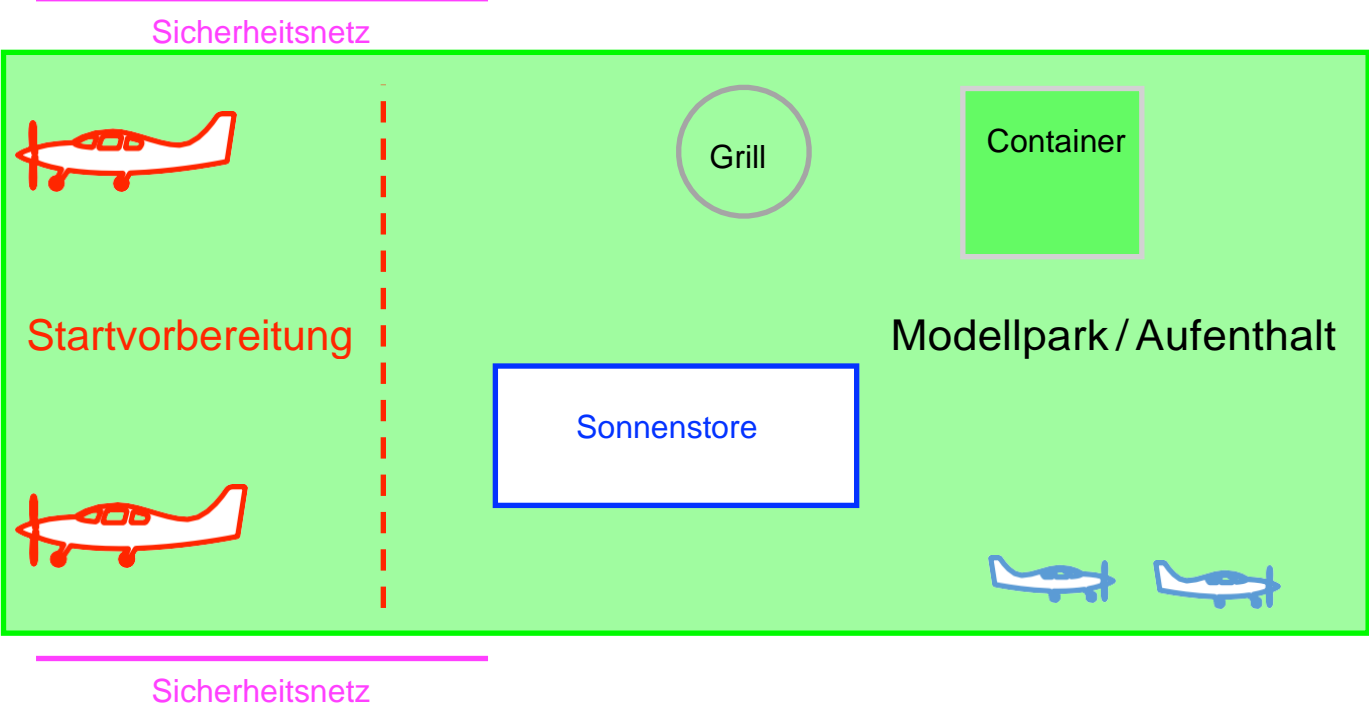 Sicherheitsnetz
Grill
Container
Startvorbereitung
Modellpark / Aufenthalt
Sonnenstore
Sicherheitsnetz